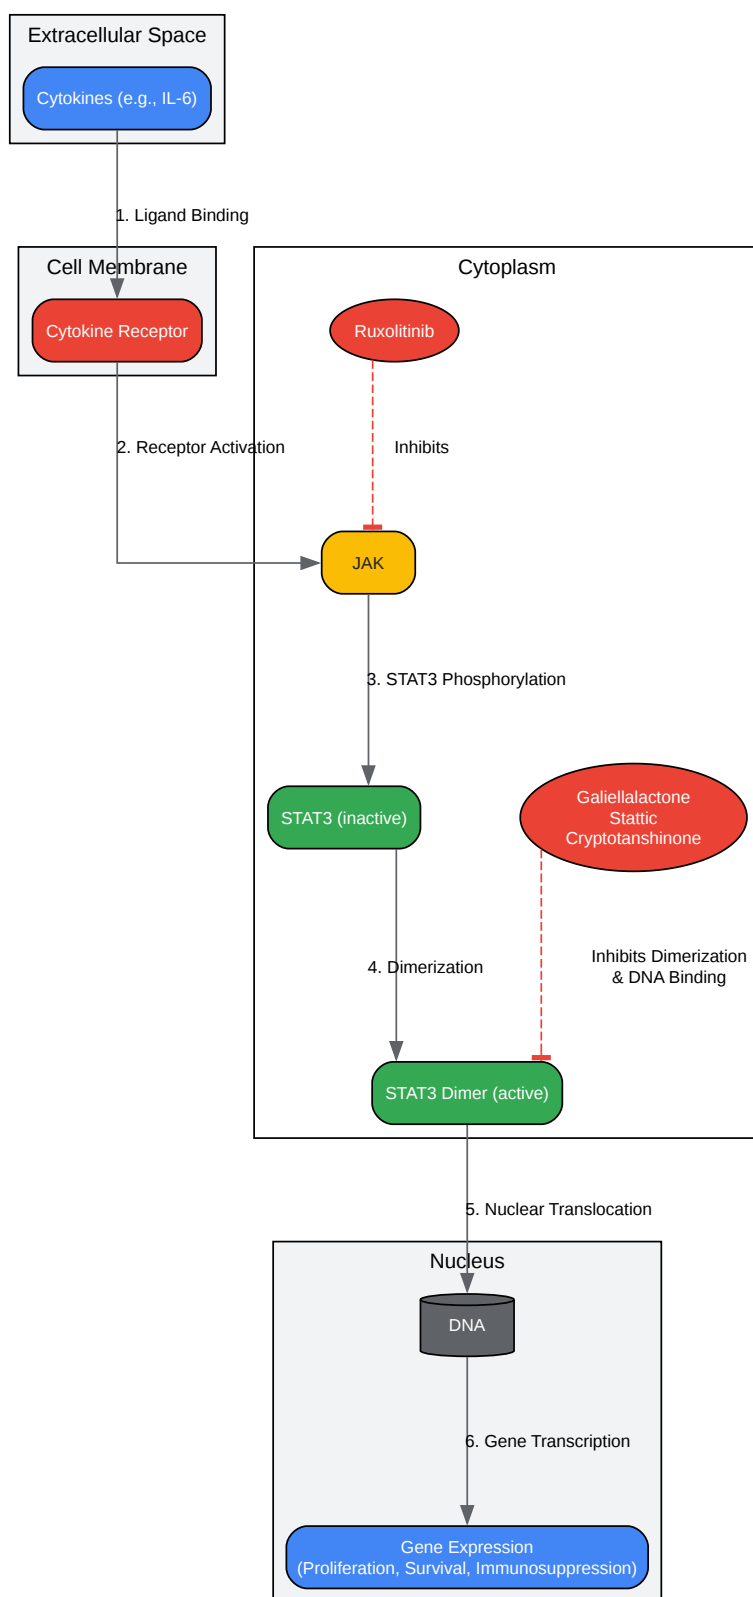 Extracellular Space
Cytokines (e.g., IL-6)
1. Ligand Binding
Cell Membrane
Cytokine Receptor
Cytoplasm
Ruxolitinib
2. Receptor Activation
Inhibits
JAK
3. STAT3 Phosphorylation
STAT3 (inactive)
Galiellalactone
Stattic
Cryptotanshinone
4. Dimerization
Inhibits Dimerization
& DNA Binding
STAT3 Dimer (active)
5. Nuclear Translocation
Nucleus
DNA
6. Gene Transcription
Gene Expression
(Proliferation, Survival, Immunosuppression)